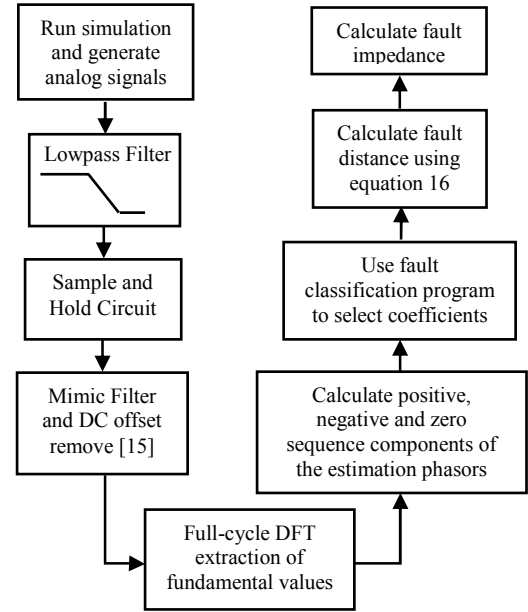 Run simulation
and generate
analog signals
Lowpass Filter
Sample and
Hold Circuit
Mimic Filter
and DC offset
remove [15]
Full-cycle DFT
extraction of
fundamental values
Calculate positive,
negative and zero
sequence components of
the estimation phasors
Use fault
classification program
to select coefficients
Calculate fault
distance using
equation 16
Calculate fault
impedance